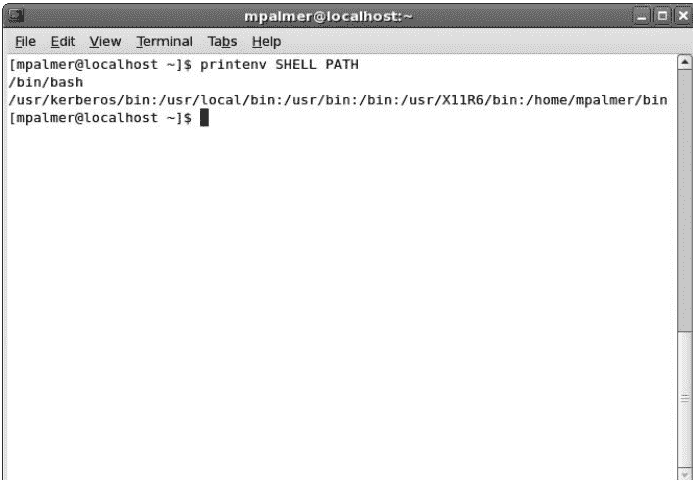 mpalmer@localhost:~
File Edit View Terminal Tabs Help
[mpalmer@localhost ~]$ printenv SHELL PATH
/bin/bash
/usr/kerberos/bin:/usr/local/bin:/usr/bin:/bin:/usr/X11R6/bin:/home/mpalmer/bin
[mpalmer@localhost ~]$